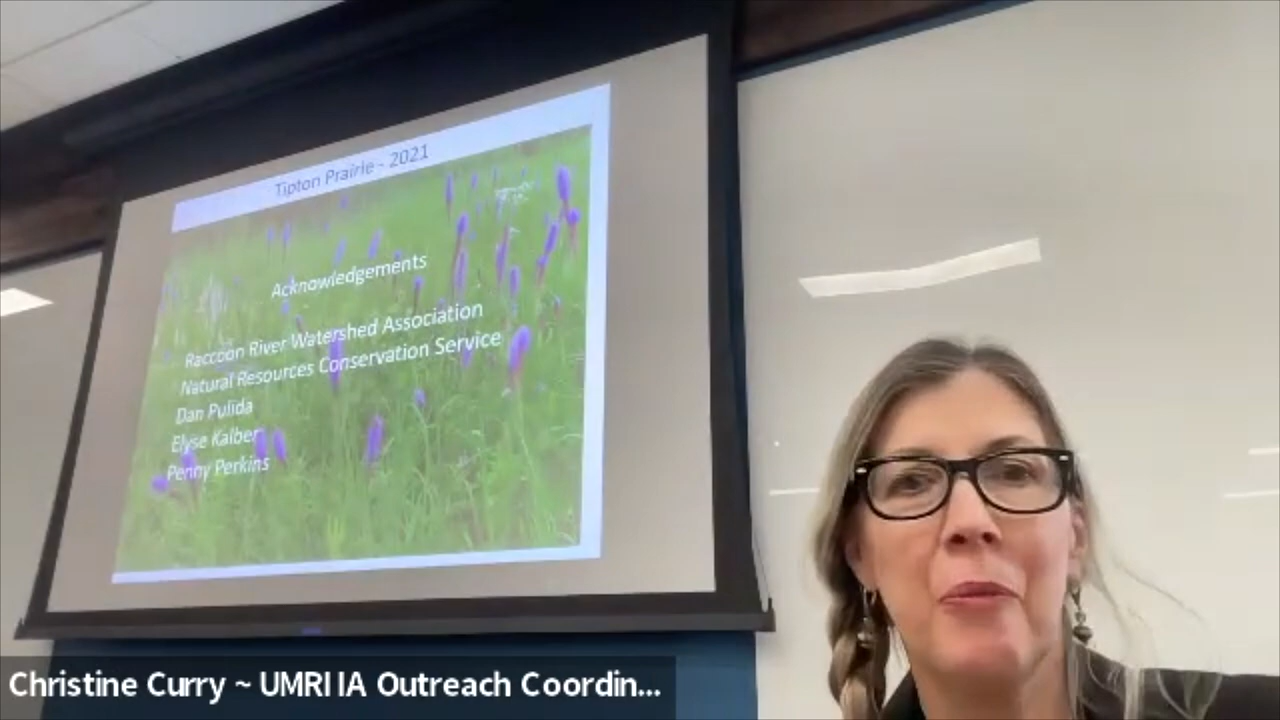 Tipton Prairie - 2021
Acknowledgements
Raccoon River Watershed Association
Natural Resources Conservation Service
Dan Pulida
Elyse Kalber
Penny Perkins
Christine Curry ~ UMRI IA Outreach Coordin...